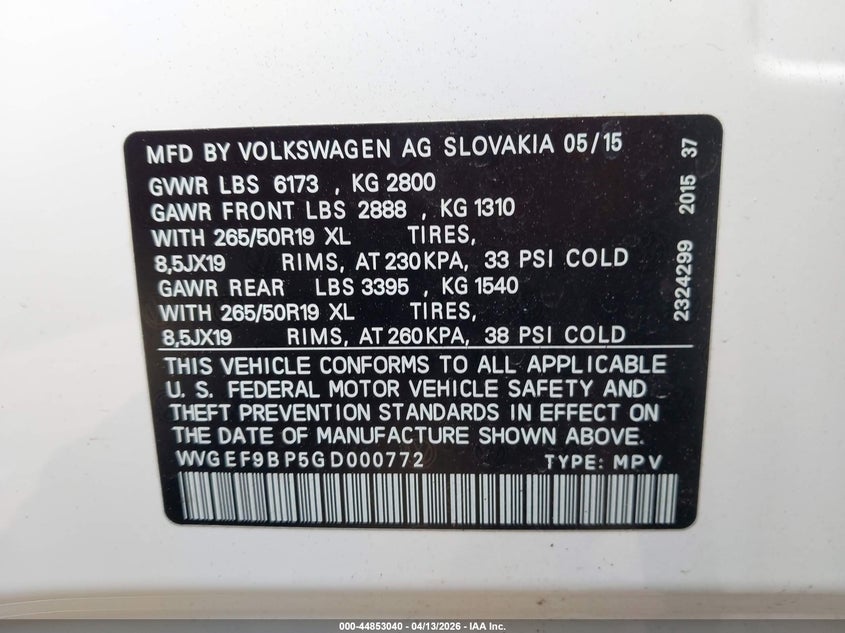 MFD BY VOLKSWAGEN AG SLOVAKIA 05/15
GVWR LBS 6173 , KG 2800
GAWR FRONT LBS 2888 , KG 1310
WITH 265/50R19 XL TIRES,
8,5JX19 RIMS, AT 230KPA, 33 PSI COLD
GAWR REAR LBS 3395 , KG 1540
WITH 265/50R19 XL TIRES,
8,5JX19 RIMS, AT 260KPA, 38 PSI COLD
THIS VEHICLE CONFORMS TO ALL APPLICABLE
U. S. FEDERAL MOTOR VEHICLE SAFETY AND
THEFT PREVENTION STANDARDS IN EFFECT ON
THE DATE OF MANUFACTURE SHOWN ABOVE.
WVGEF9BP5GD000772 TYPE: MPV
2324299 2015 37
000-44853040 - 04/13/2026 - IAA Inc.